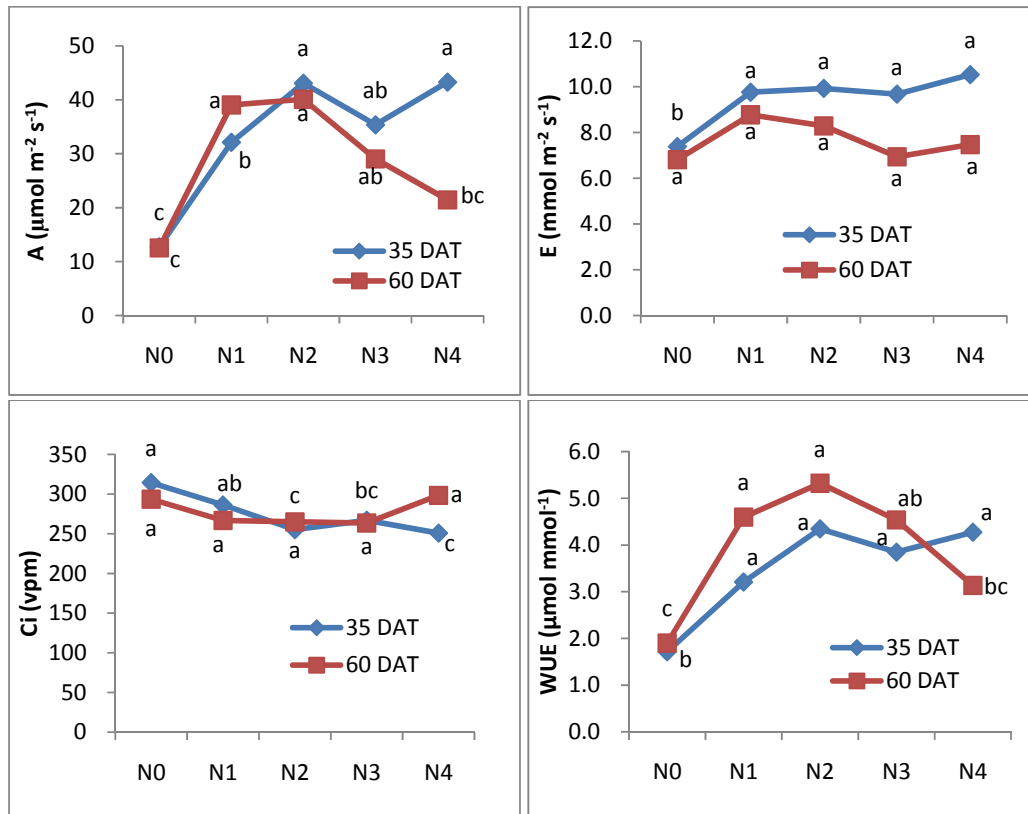 A (µmol m⁻² s⁻¹)
50
40
30
20
10
0
a
a
a
ab
a
b
ab
bc
c
c
35 DAT
60 DAT
N0 N1 N2 N3 N4
E (mmol m⁻² s⁻¹)
12.0
10.0
8.0
6.0
4.0
2.0
0.0
a
a
a
a
b
a
a
a
a
a
35 DAT
60 DAT
N0 N1 N2 N3 N4
Ci (vpm)
350
300
250
200
150
100
50
0
a
ab
c
bc
a
a
a
a
a
c
35 DAT
60 DAT
N0 N1 N2 N3 N4
WUE (µmol mmol⁻¹)
6.0
5.0
4.0
3.0
2.0
1.0
0.0
a
a
ab
a
a
a
a
bc
c
b
35 DAT
60 DAT
N0 N1 N2 N3 N4